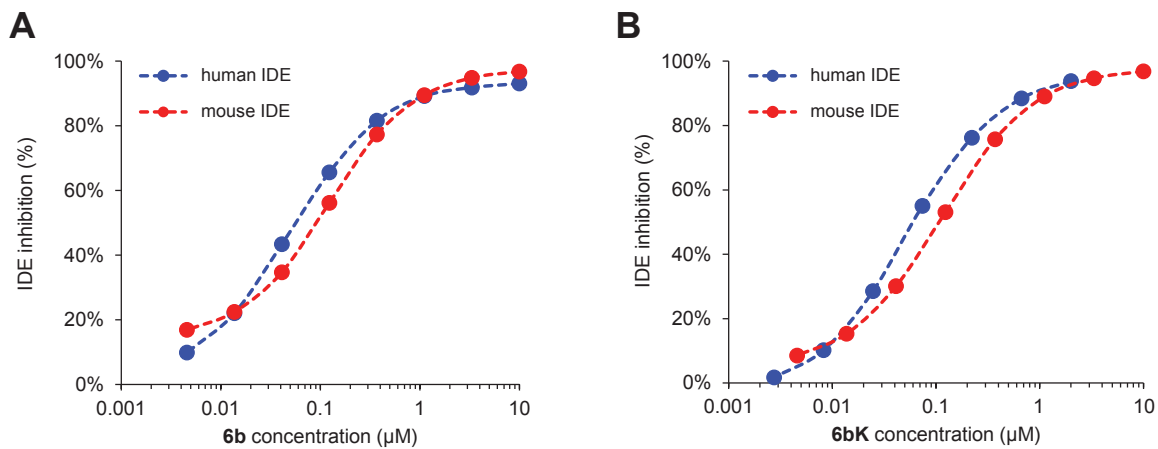 A
IDE inhibition (%)
100%
80%
60%
40%
20%
0%
human IDE
mouse IDE
0.001
0.01
0.1
1
10
6b concentration (µM)
B
IDE inhibition (%)
100%
80%
60%
40%
20%
0%
human IDE
mouse IDE
0.001
0.01
0.1
1
10
6bK concentration (µM)